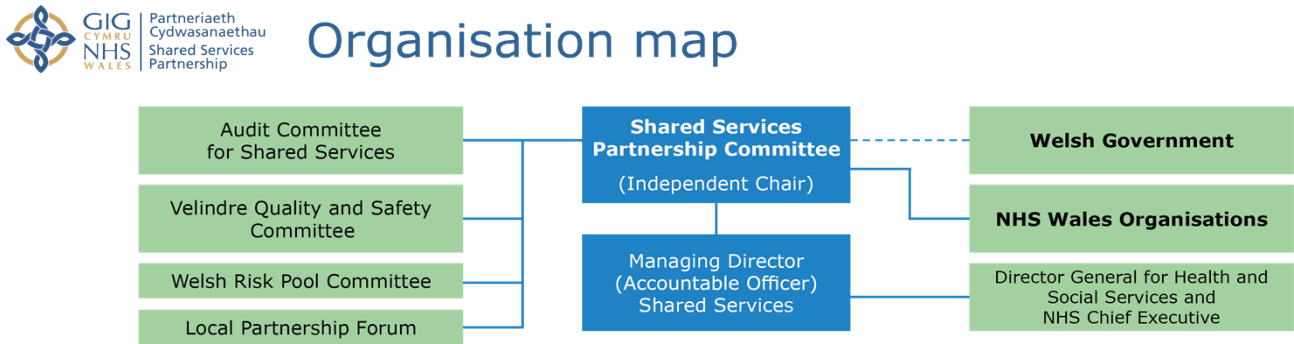 GIG
CYMRU
NHS
WALES
Partneriaeth
Cydwasanaethau
Shared Services
Partnership
Organisation map
Audit Committee
for Shared Services
Velindre Quality and Safety
Committee
Welsh Risk Pool Committee
Local Partnership Forum
Shared Services
Partnership Committee
(Independent Chair)
Managing Director
(Accountable Officer)
Shared Services
Welsh Government
NHS Wales Organisations
Director General for Health and
Social Services and
NHS Chief Executive